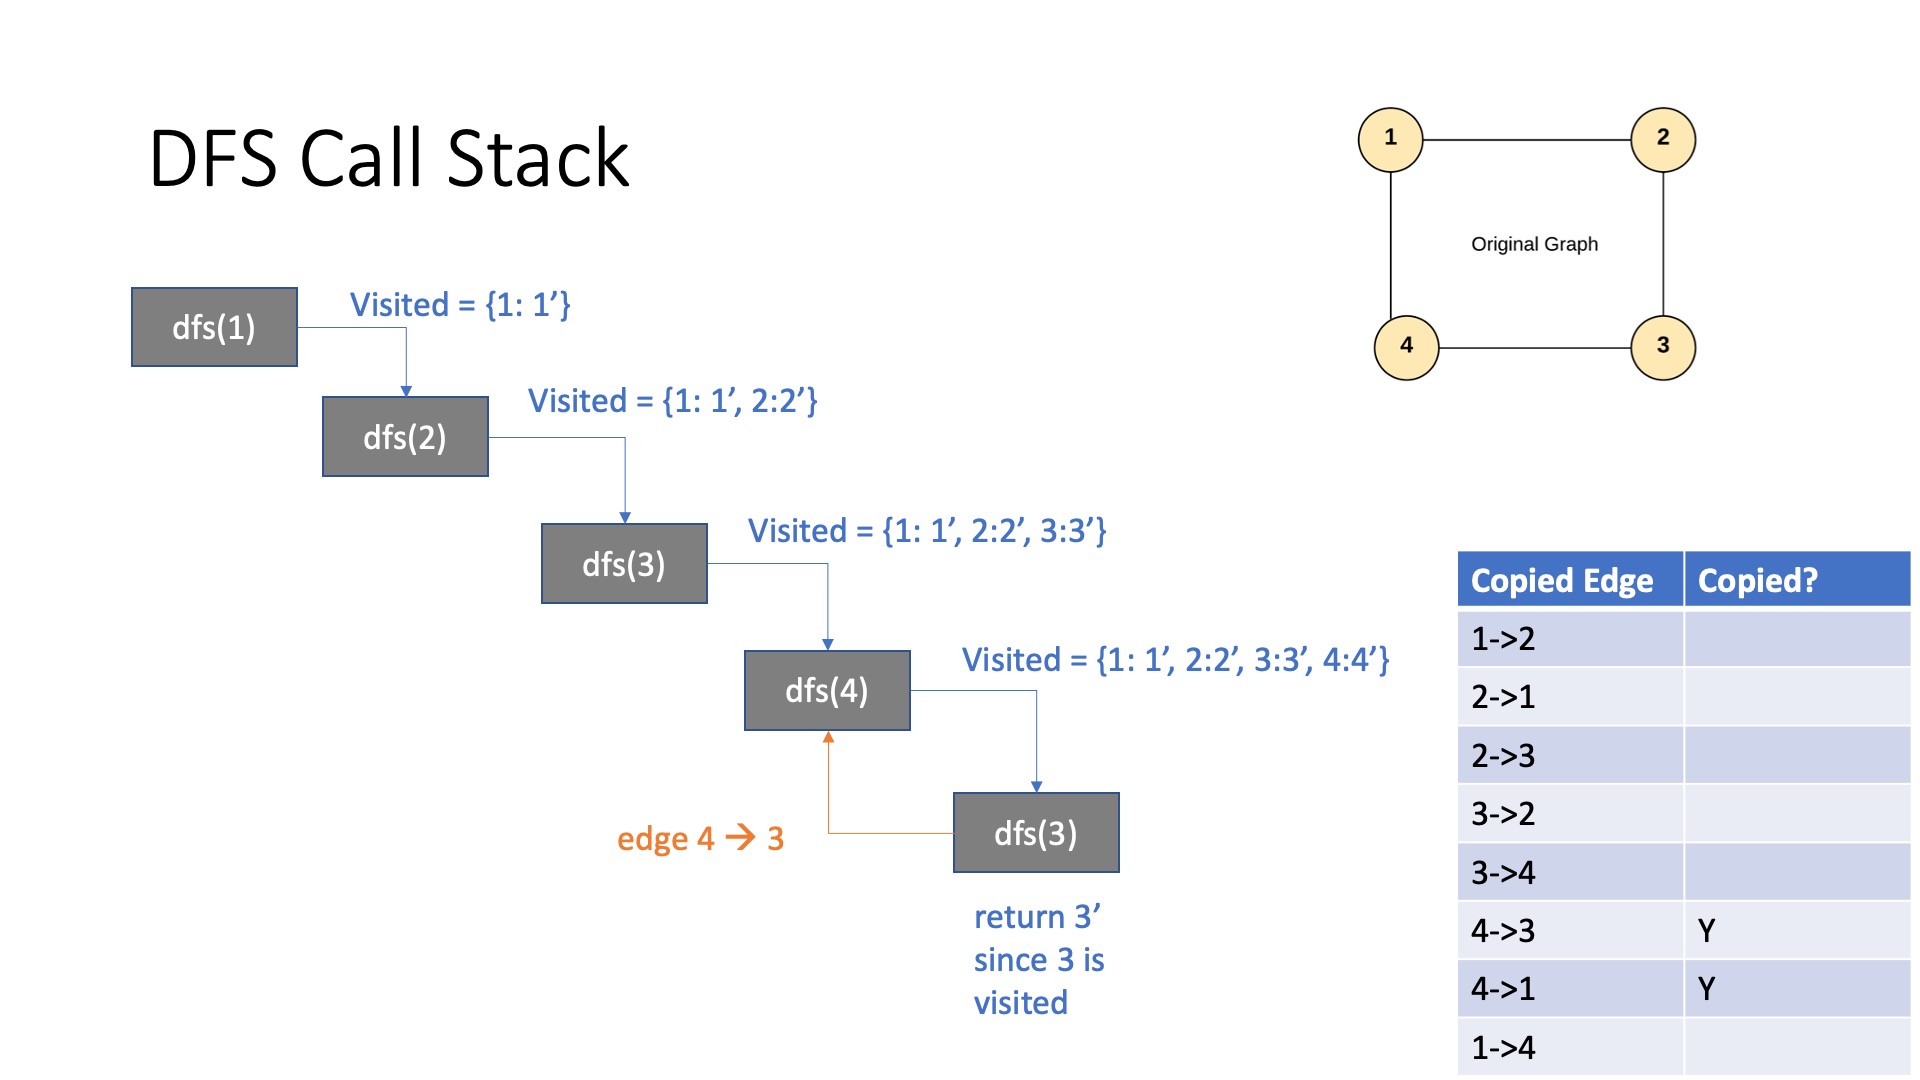 DFS Call Stack
1
2
Original Graph
4
3
dfs(1)
Visited = {1: 1’}
dfs(2)
Visited = {1: 1’, 2:2’}
dfs(3)
Visited = {1: 1’, 2:2’, 3:3’}
dfs(4)
Visited = {1: 1’, 2:2’, 3:3’, 4:4’}
edge 4 → 3
dfs(3)
return 3’
since 3 is
visited
Copied Edge Copied?
1->2
2->1
2->3
3->2
3->4
4->3 Y
4->1 Y
1->4